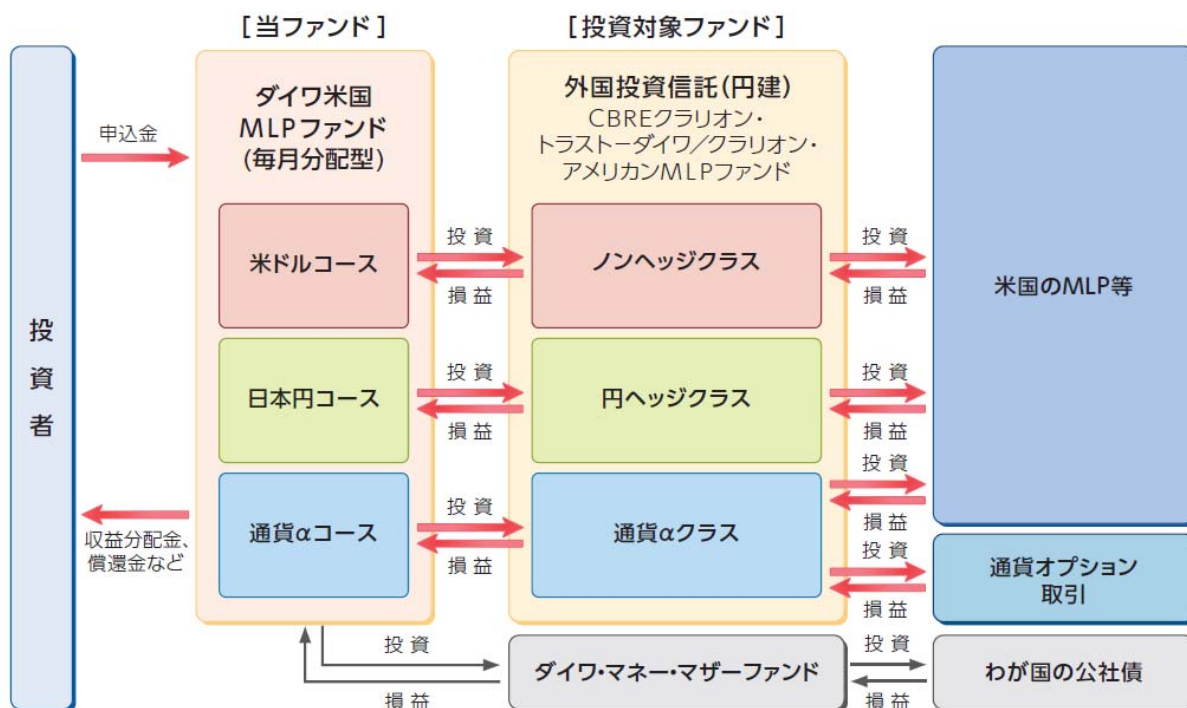 [当ファンド]
[投資対象ファンド]
投資者
申込金
収益分配金、
償還金など
ダイワ米国
MLPファンド
(毎月分配型)
外国投資信託(円建)
CBREクラリオン・
トラストーダイワ/クラリオン・
アメリカンMLPファンド
米ドルコース
投資
損益
ノンヘッジクラス
投資
損益
米国のMLP等
日本円コース
投資
損益
円ヘッジクラス
投資
損益
通貨αコース
投資
損益
通貨αクラス
投資
損益
投資
損益
通貨オプション
取引
投資
損益
ダイワ・マネー・マザーファンド
投資
損益
わが国の公社債